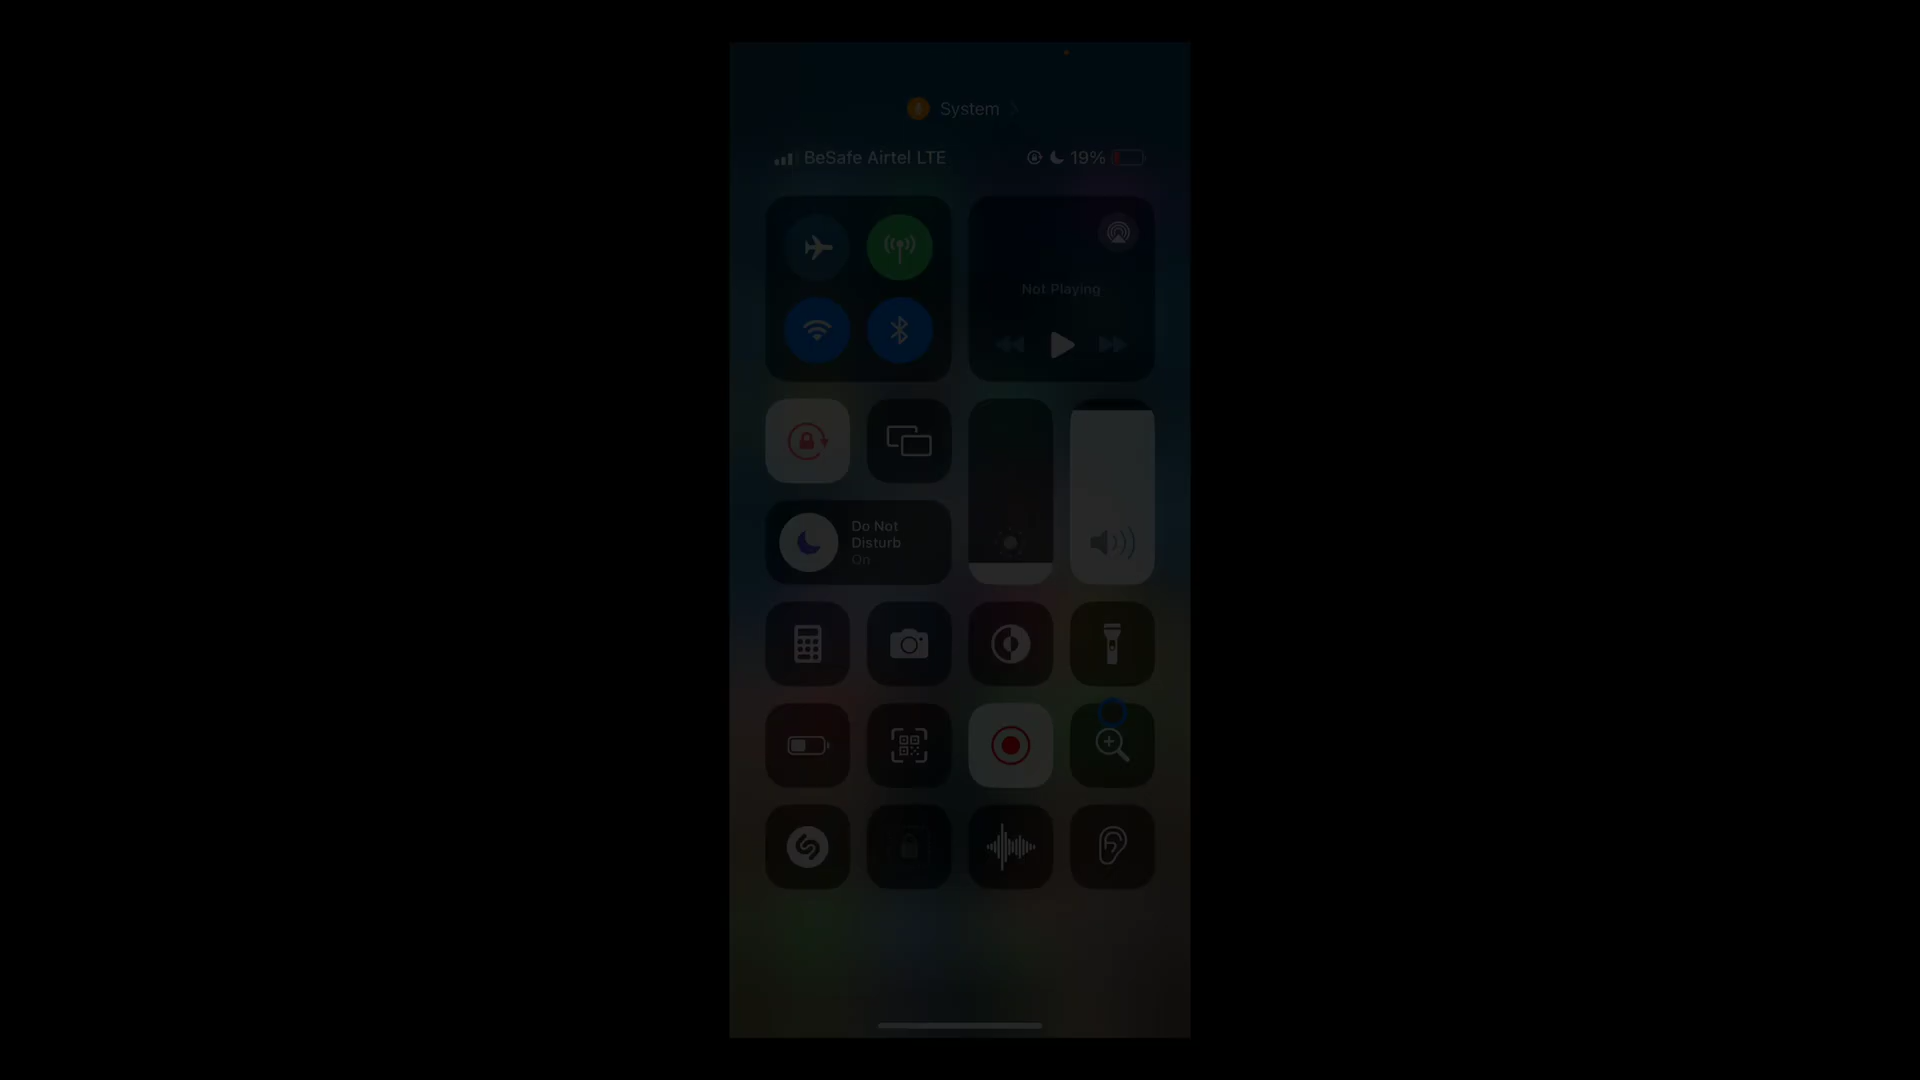 System
BeSafe Airtel LTE 19%
Not Playing
Do Not
Disturb
On